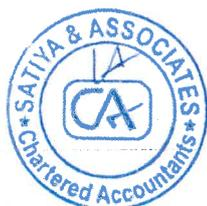 SATIYA & ASSOCIATES
CA
Chartered Accountants